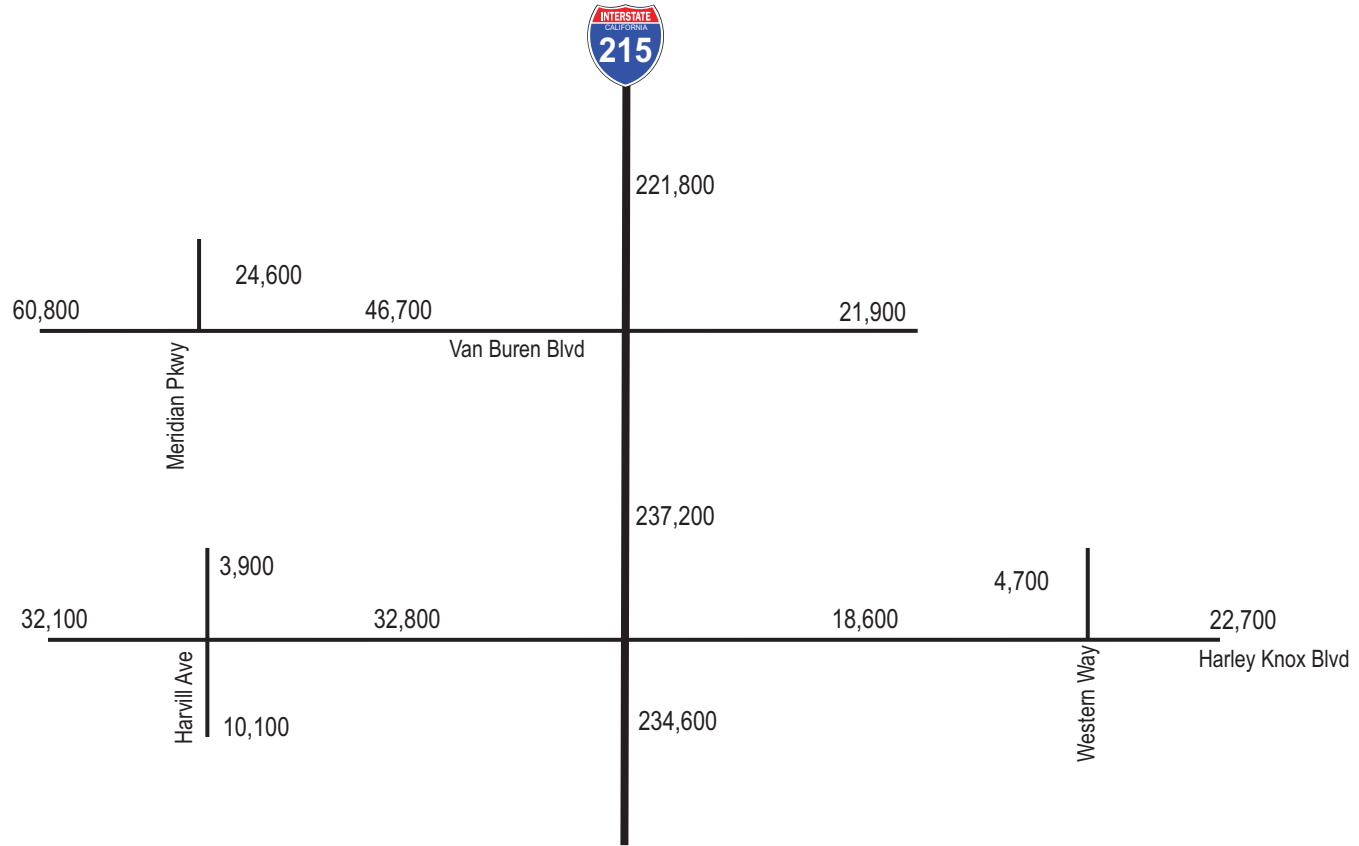 INTERSTATE
CALIFORNIA
215
221,800
24,600
60,800
46,700
21,900
Van Buren Blvd
Meridian Pkwy
237,200
3,900
4,700
32,100
32,800
18,600
22,700
Harley Knox Blvd
Harvill Ave
Western Way
10,100
234,600